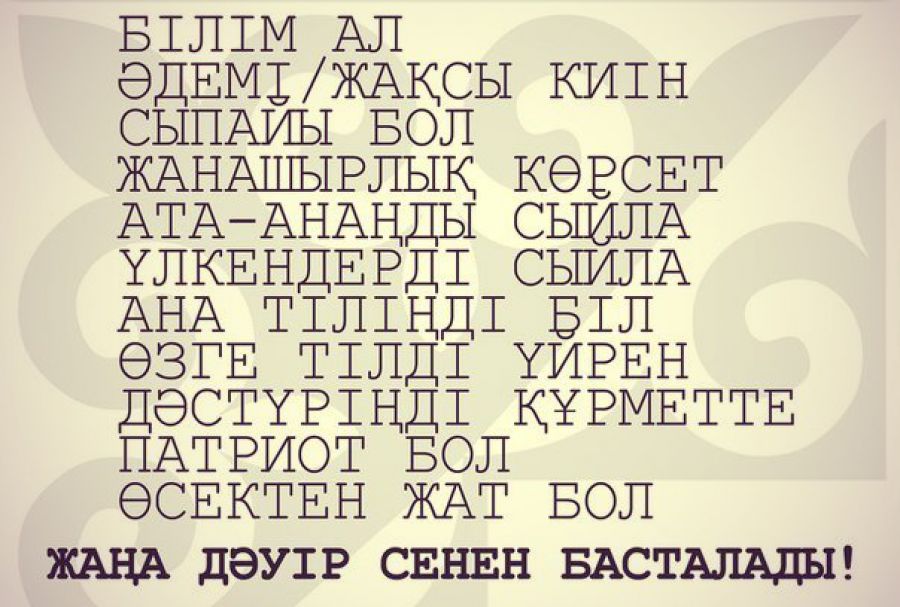 БІЛІМ АЛ
ӘДЕМІ/ЖАҚСЫ КИІН
СЫПАЙЫ БОЛ
ЖАНАШЫРЛЫҚ КӨРСЕТ
АТА-АНАҢДЫ СЫЙЛА
ҮЛКЕНДЕРДІ СЫЙЛА
АНА ТІЛІҢДІ БІЛ
ӨЗГЕ ТІЛДІ ҮЙРЕН
ДӘСТҮРІҢДІ ҚҰРМЕТТЕ
ПАТРИОТ БОЛ
ӨСЕКТЕН ЖАТ БОЛ
ЖАҢА ДӘУІР СЕНЕН БАСТАЛАДЫ!